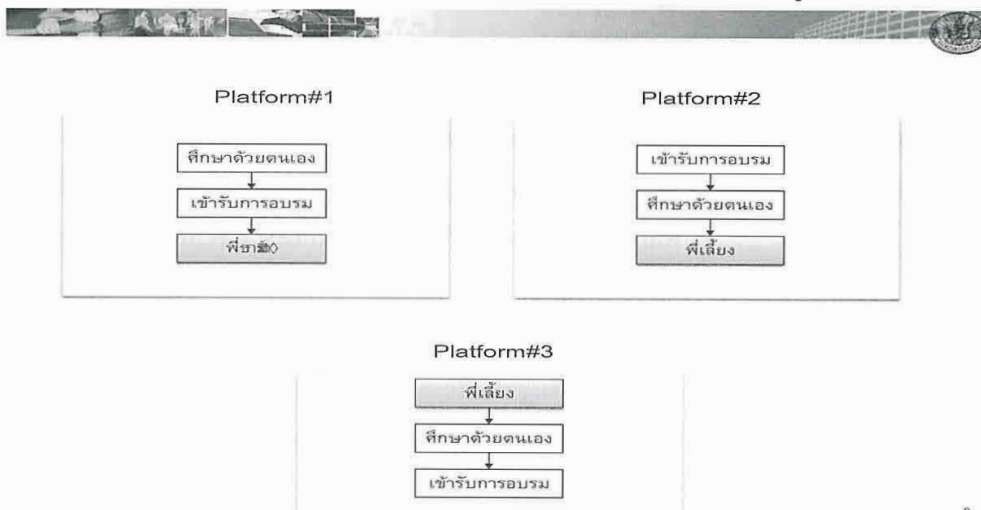 Platform#1
ศึกษาด้วยตนเอง
เข้ารับการอบรม
Platform#2
เข้ารับการอบรม
ศึกษาด้วยตนเอง
พี่เลี้ยง
Platform#3
พี่เลี้ยง
ศึกษาด้วยตนเอง
เข้ารับการอบรม